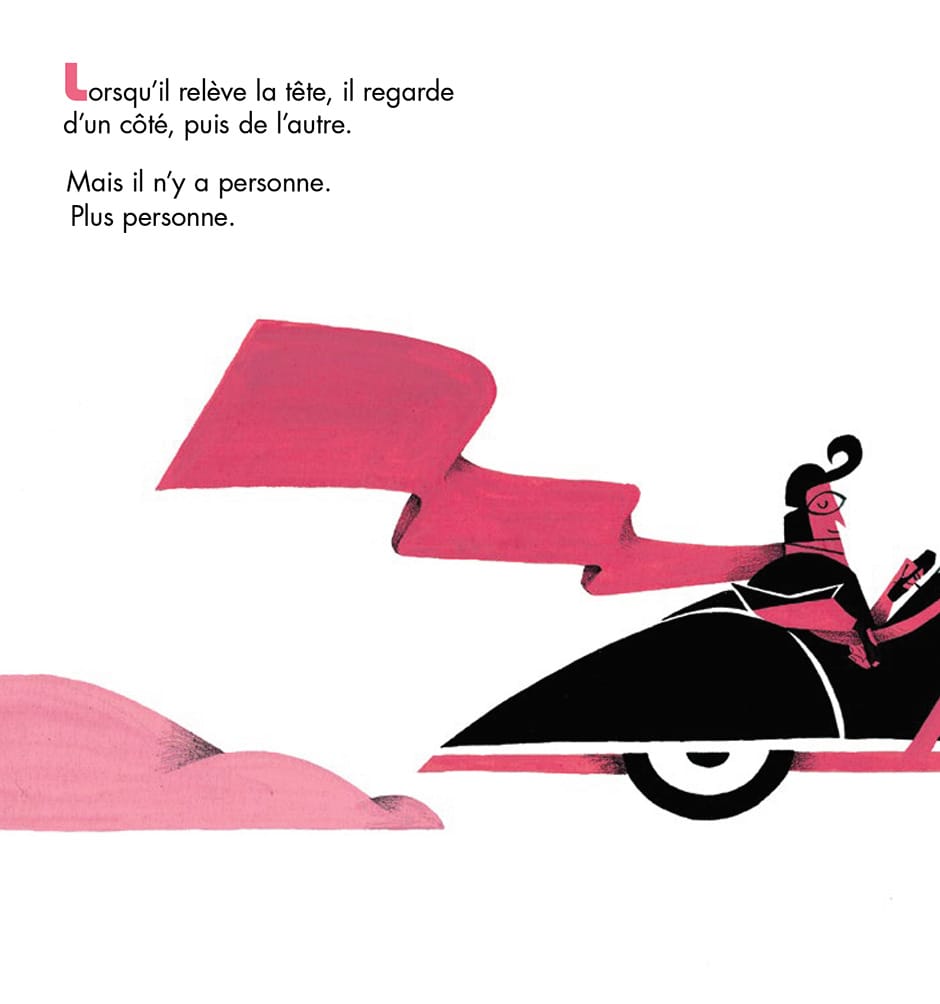 Lorsqu’il relève la tête, il regarde
d’un côté, puis de l’autre.
Mais il n’y a personne.
Plus personne.